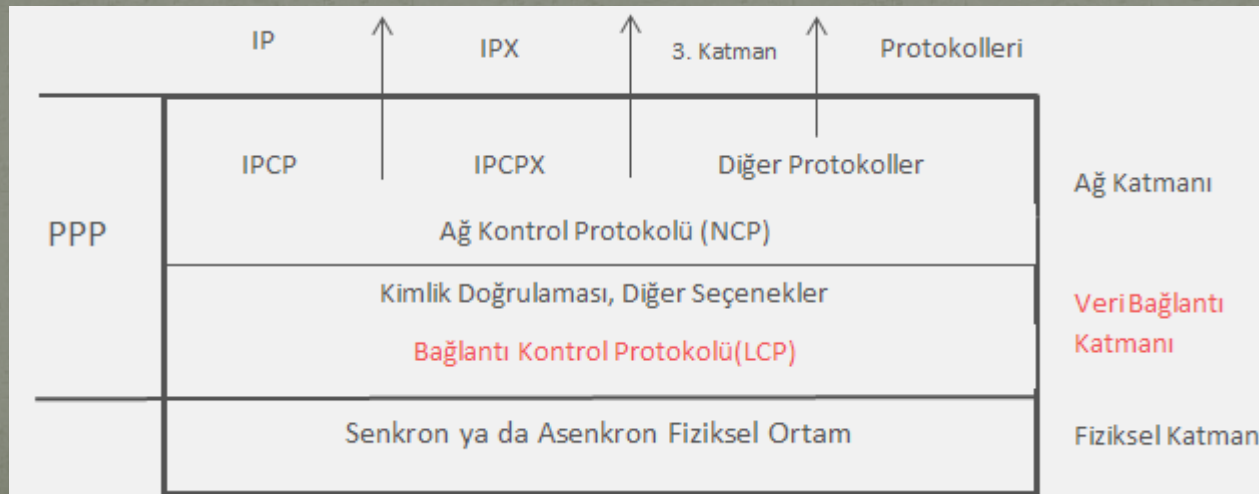 IP IPX 3. Katman Protokolleri
IPCP IPCPX Diğer Protokoller
Ağ Katmanı
PPP
Ağ Kontrol Protokolü (NCP)
Kimlik Doğrulaması, Diğer Seçenekler
Veri Bağlantı
Katmanı
Bağlantı Kontrol Protokolü(LCP)
Senkron ya da Asenkron Fiziksel Ortam
Fiziksel Katman